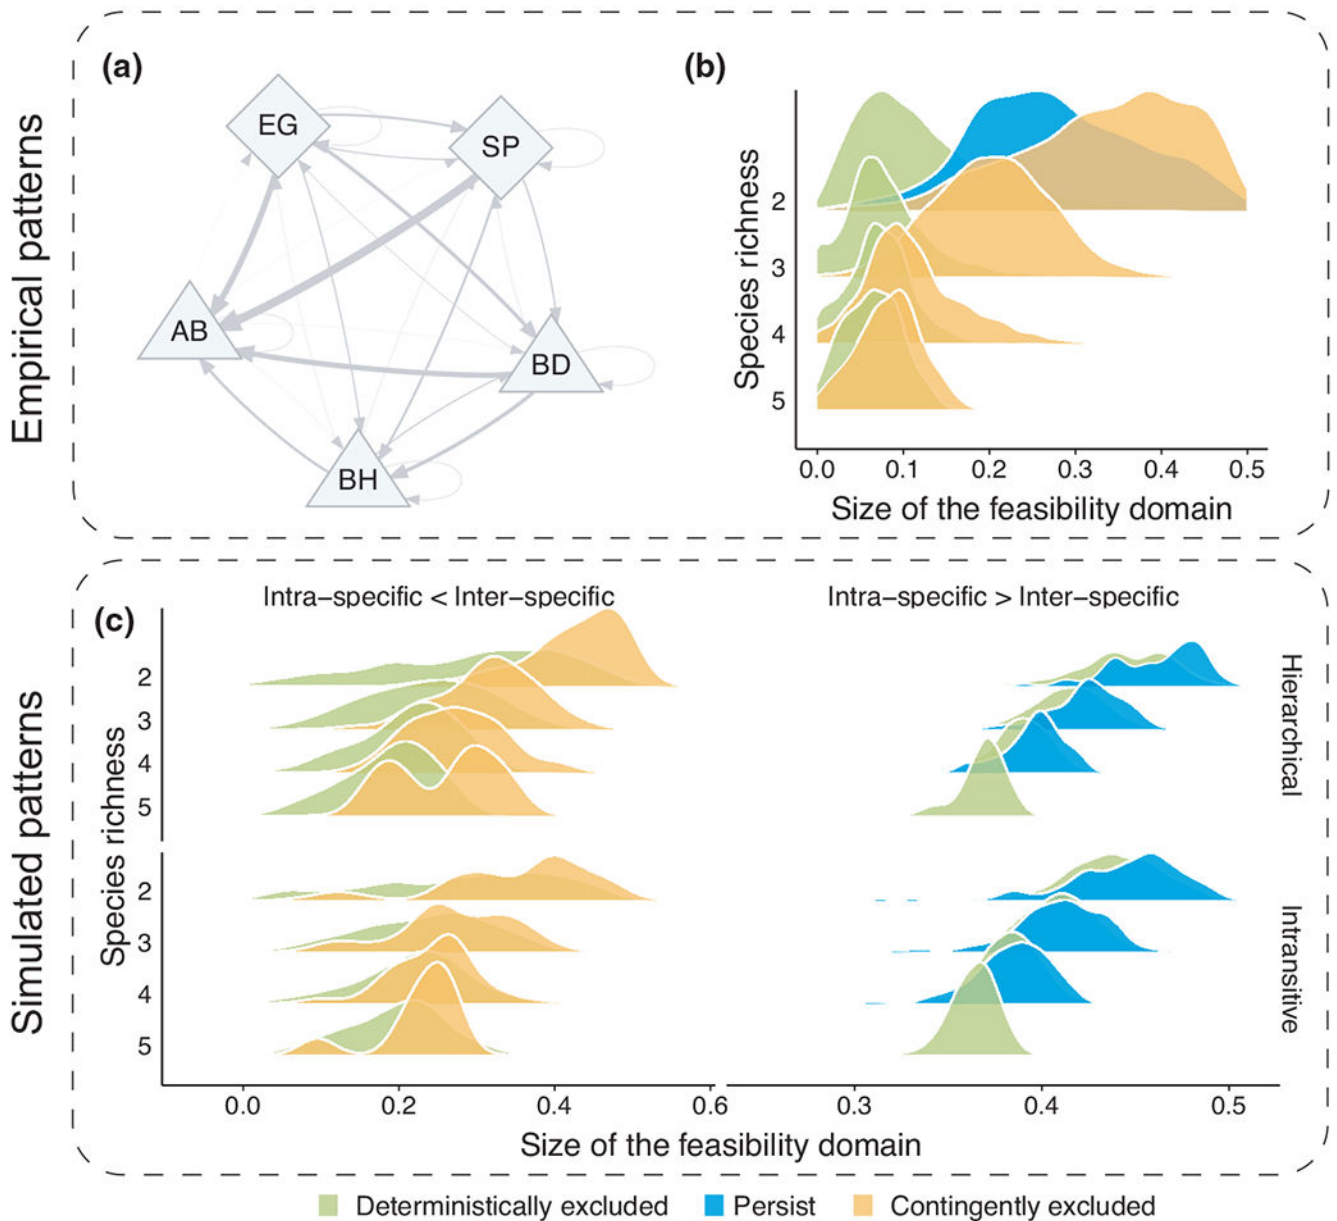 Empirical patterns
(a)
EG
SP
AB
BD
BH
(b)
Species richness
2
3
4
5
0.0 0.1 0.2 0.3 0.4 0.5
Size of the feasibility domain
Simulated patterns
(c)
Intra-specific < Inter-specific
Intra-specific > Inter-specific
Species richness
2
3
4
5
Hierarchical
2
3
4
5
Intransitive
0.0 0.2 0.4 0.6 0.3 0.4 0.5
Size of the feasibility domain
Deterministically excluded Persist Contingently excluded